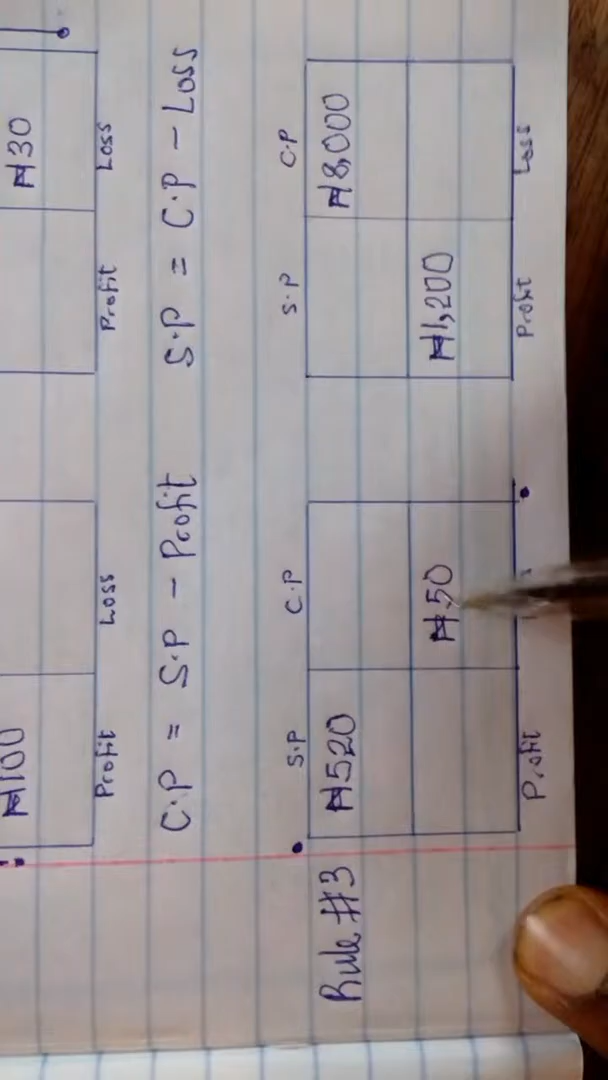 ₦100 ₦30
Profit Loss Profit Loss
C.P = S.P - Profit S.P = C.P - Loss
S.P C.P S.P C.P
Rule #3 ₦520 ₦8,000
₦50 ₦1,200
Profit Profit Loss